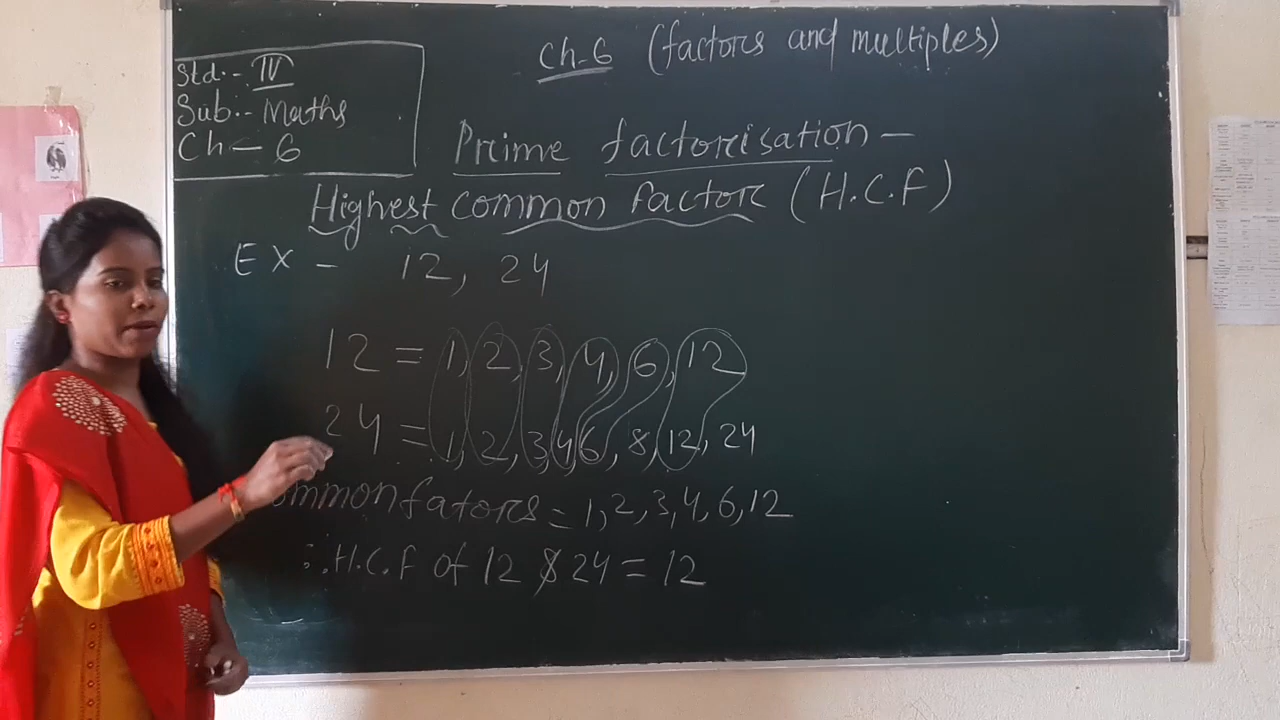 Std:- IV
Sub:- Maths
Ch- 6
Ch-6 (factors and multiples)
Prime factorisation -
Highest common factor (H.C.F)
EX - 12, 24
12 = 1, 2, 3, 4, 6, 12
24 = 1, 2, 3, 4, 6, 8, 12, 24
ommon fators = 1, 2, 3, 4, 6, 12
∴ H.C.F of 12 & 24 = 12